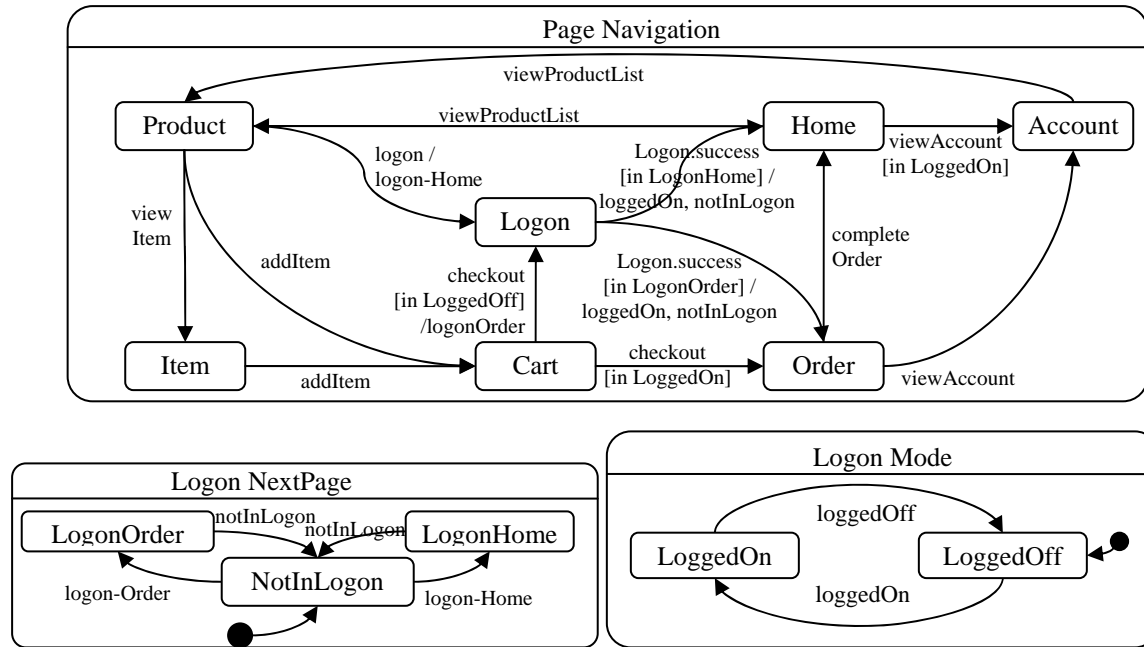 Page Navigation
viewProductList
Product
viewProductList
Home
Account
logon /
logon-Home
Logon.success
[in LogonHome] /
loggedOn, notInLogon
viewAccount
[in LoggedOn]
Logon
view
Item
addItem
checkout
[in LoggedOff]
/logonOrder
Logon.success
[in LogonOrder] /
loggedOn, notInLogon
complete
Order
Item
addItem
Cart
checkout
[in LoggedOn]
Order
viewAccount
Logon NextPage
LogonOrder
notInLogon
notInLogon
LogonHome
NotInLogon
logon-Order
logon-Home
Logon Mode
loggedOff
LoggedOn
LoggedOff
loggedOn